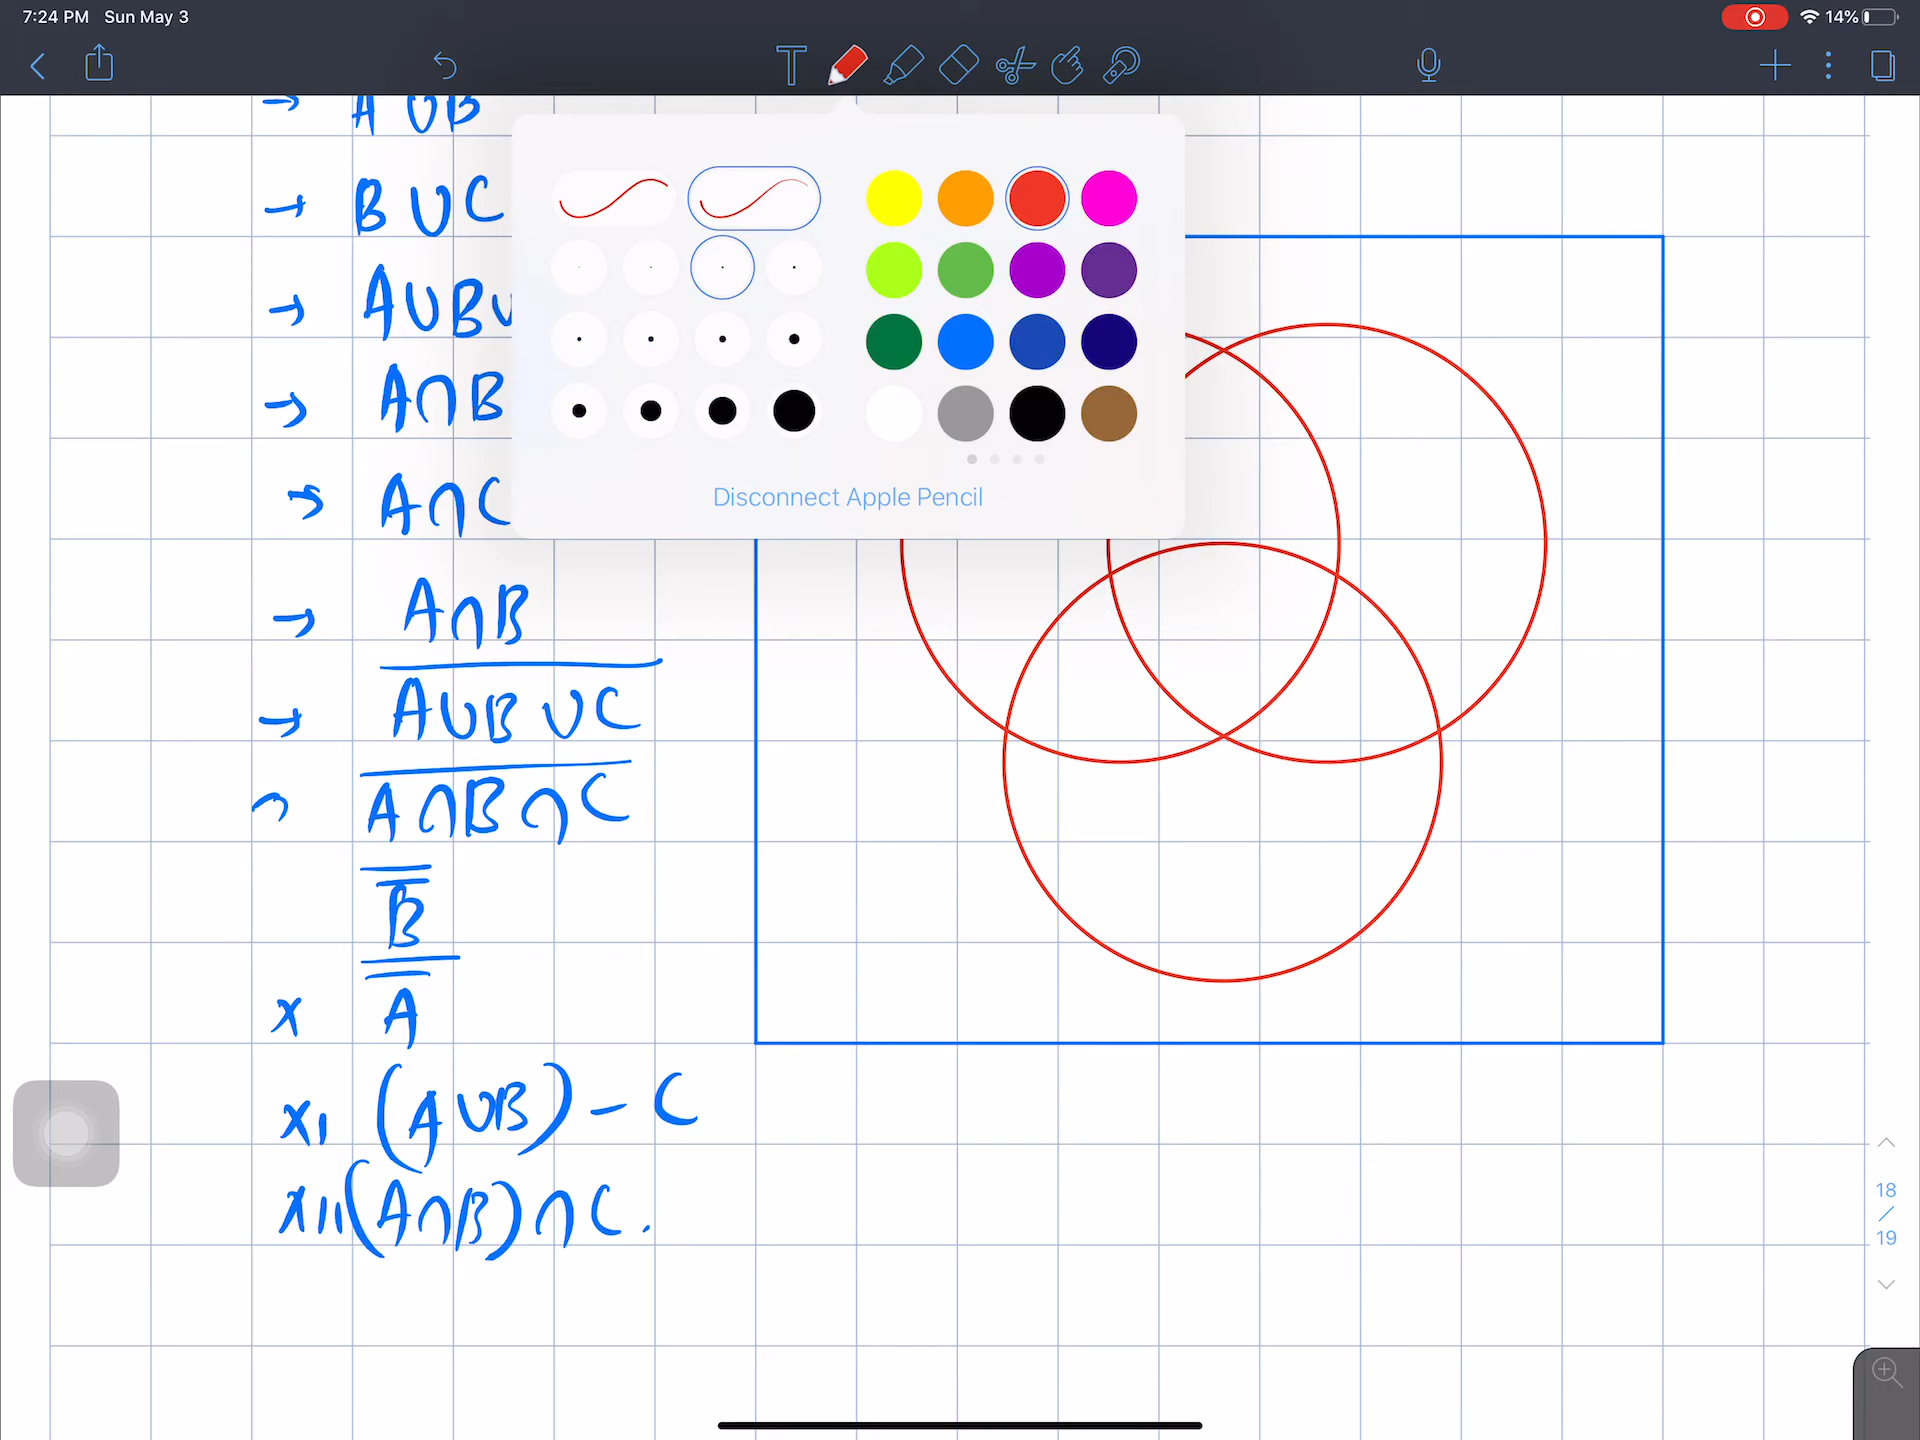 7:24 PM Sun May 3
14%
→ A ∪ B
→ B ∪ C
→ A ∪ B ∪
→ A ∩ B
→ A ∩ C
Disconnect Apple Pencil
→ A ∩ B
→ A̅ ̅∪̅ ̅B̅ ̅∪̅ ̅C̅
A̅ ̅∩̅ ̅B̅ ̅∩̅ ̅C̅
B̿
x A̿
x1 (A ∪ B) - C
x11 (A ∩ B) ∩ C.
18
/
19